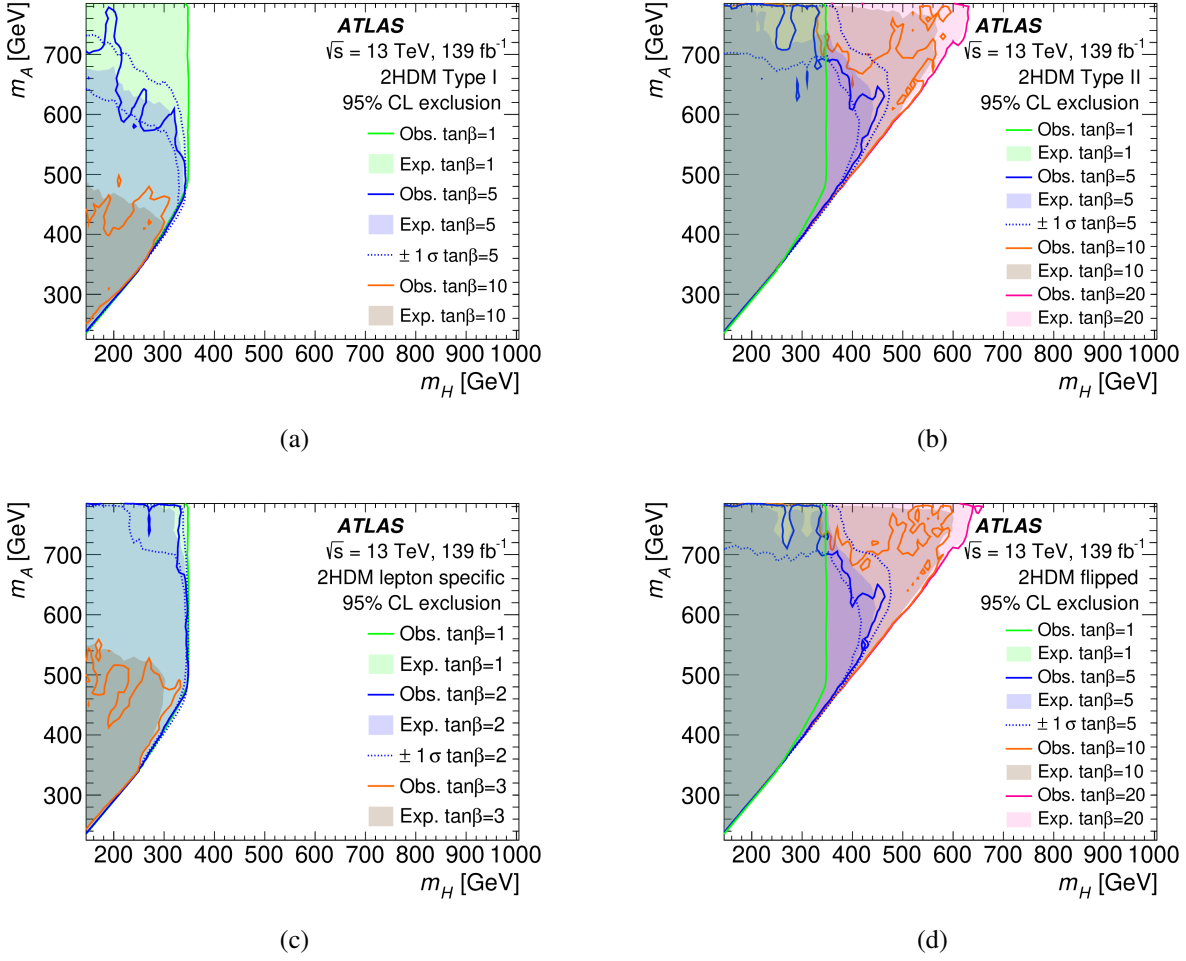 m_A [GeV]
700
600
500
400
300
200 300 400 500 600 700 800 900 1000
m_H [GeV]
ATLAS
√s = 13 TeV, 139 fb⁻¹
2HDM Type I
95% CL exclusion
Obs. tanβ=1
Exp. tanβ=1
Obs. tanβ=5
Exp. tanβ=5
± 1 σ tanβ=5
Obs. tanβ=10
Exp. tanβ=10
(a)
m_A [GeV]
700
600
500
400
300
200 300 400 500 600 700 800 900 1000
m_H [GeV]
ATLAS
√s = 13 TeV, 139 fb⁻¹
2HDM Type II
95% CL exclusion
Obs. tanβ=1
Exp. tanβ=1
Obs. tanβ=5
Exp. tanβ=5
± 1 σ tanβ=5
Obs. tanβ=10
Exp. tanβ=10
Obs. tanβ=20
Exp. tanβ=20
(b)
m_A [GeV]
700
600
500
400
300
200 300 400 500 600 700 800 900 1000
m_H [GeV]
ATLAS
√s = 13 TeV, 139 fb⁻¹
2HDM lepton specific
95% CL exclusion
Obs. tanβ=1
Exp. tanβ=1
Obs. tanβ=2
Exp. tanβ=2
± 1 σ tanβ=2
Obs. tanβ=3
Exp. tanβ=3
(c)
m_A [GeV]
700
600
500
400
300
200 300 400 500 600 700 800 900 1000
m_H [GeV]
ATLAS
√s = 13 TeV, 139 fb⁻¹
2HDM flipped
95% CL exclusion
Obs. tanβ=1
Exp. tanβ=1
Obs. tanβ=5
Exp. tanβ=5
± 1 σ tanβ=5
Obs. tanβ=10
Exp. tanβ=10
Obs. tanβ=20
Exp. tanβ=20
(d)